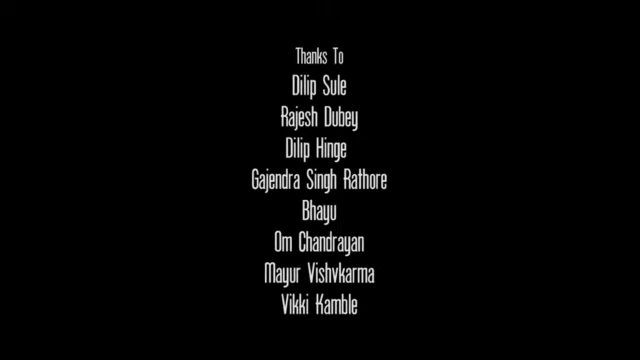 Thanks To
Dilip Sule
Rajesh Dubey
Dilip Hinge
Gajendra Singh Rathore
Bhayu
Om Chandrayan
Mayur Vishvkarma
Vikki Kamble